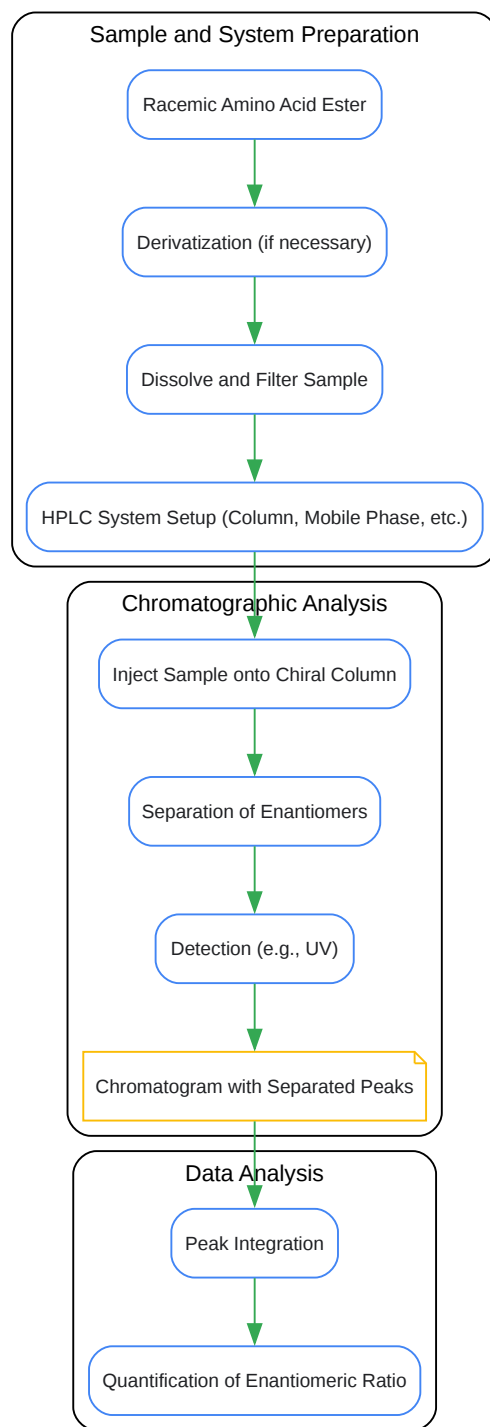 Sample and System Preparation
Racemic Amino Acid Ester
Derivatization (if necessary)
Dissolve and Filter Sample
HPLC System Setup (Column, Mobile Phase, etc.)
Chromatographic Analysis
Inject Sample onto Chiral Column
Separation of Enantiomers
Detection (e.g., UV)
Chromatogram with Separated Peaks
Data Analysis
Peak Integration
Quantification of Enantiomeric Ratio